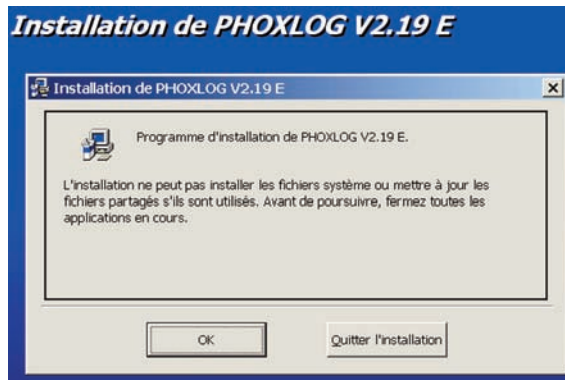 Installation de PHOXLOG V2.19 E
Installation de PHOXLOG V2.19 E
Programme d'installation de PHOXLOG V2.19 E.
L'installation ne peut pas installer les fichiers système ou mettre à jour les
fichiers partagés s'ils sont utilisés. Avant de poursuivre, fermez toutes les
applications en cours.
OK
Quitter l'installation